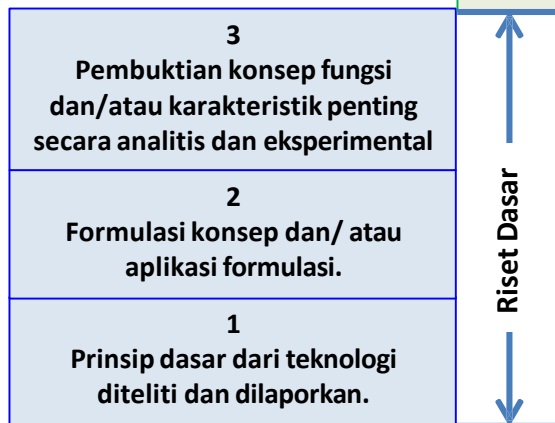 3
Pembuktian konsep fungsi
dan/atau karakteristik penting
secara analitis dan eksperimental
2
Formulasi konsep dan/ atau
aplikasi formulasi.
1
Prinsip dasar dari teknologi
diteliti dan dilaporkan.
Riset Dasar